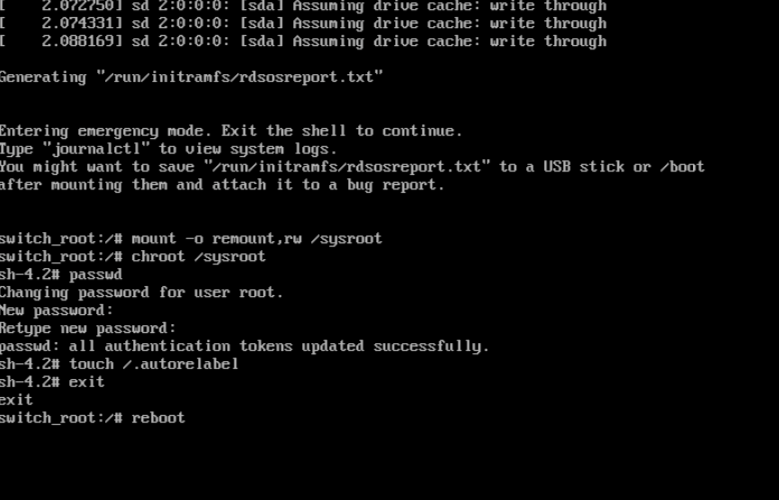 [    2.072750] sd 2:0:0:0: [sda] Assuming drive cache: write through
[    2.074331] sd 2:0:0:0: [sda] Assuming drive cache: write through
[    2.088169] sd 2:0:0:0: [sda] Assuming drive cache: write through
Generating "/run/initramfs/rdsosreport.txt"
Entering emergency mode. Exit the shell to continue.
Type "journalctl" to view system logs.
You might want to save "/run/initramfs/rdsosreport.txt" to a USB stick or /boot
after mounting them and attach it to a bug report.
switch_root:/# mount -o remount,rw /sysroot
switch_root:/# chroot /sysroot
sh-4.2# passwd
Changing password for user root.
New password:
Retype new password:
passwd: all authentication tokens updated successfully.
sh-4.2# touch /.autorelabel
sh-4.2# exit
exit
switch_root:/# reboot